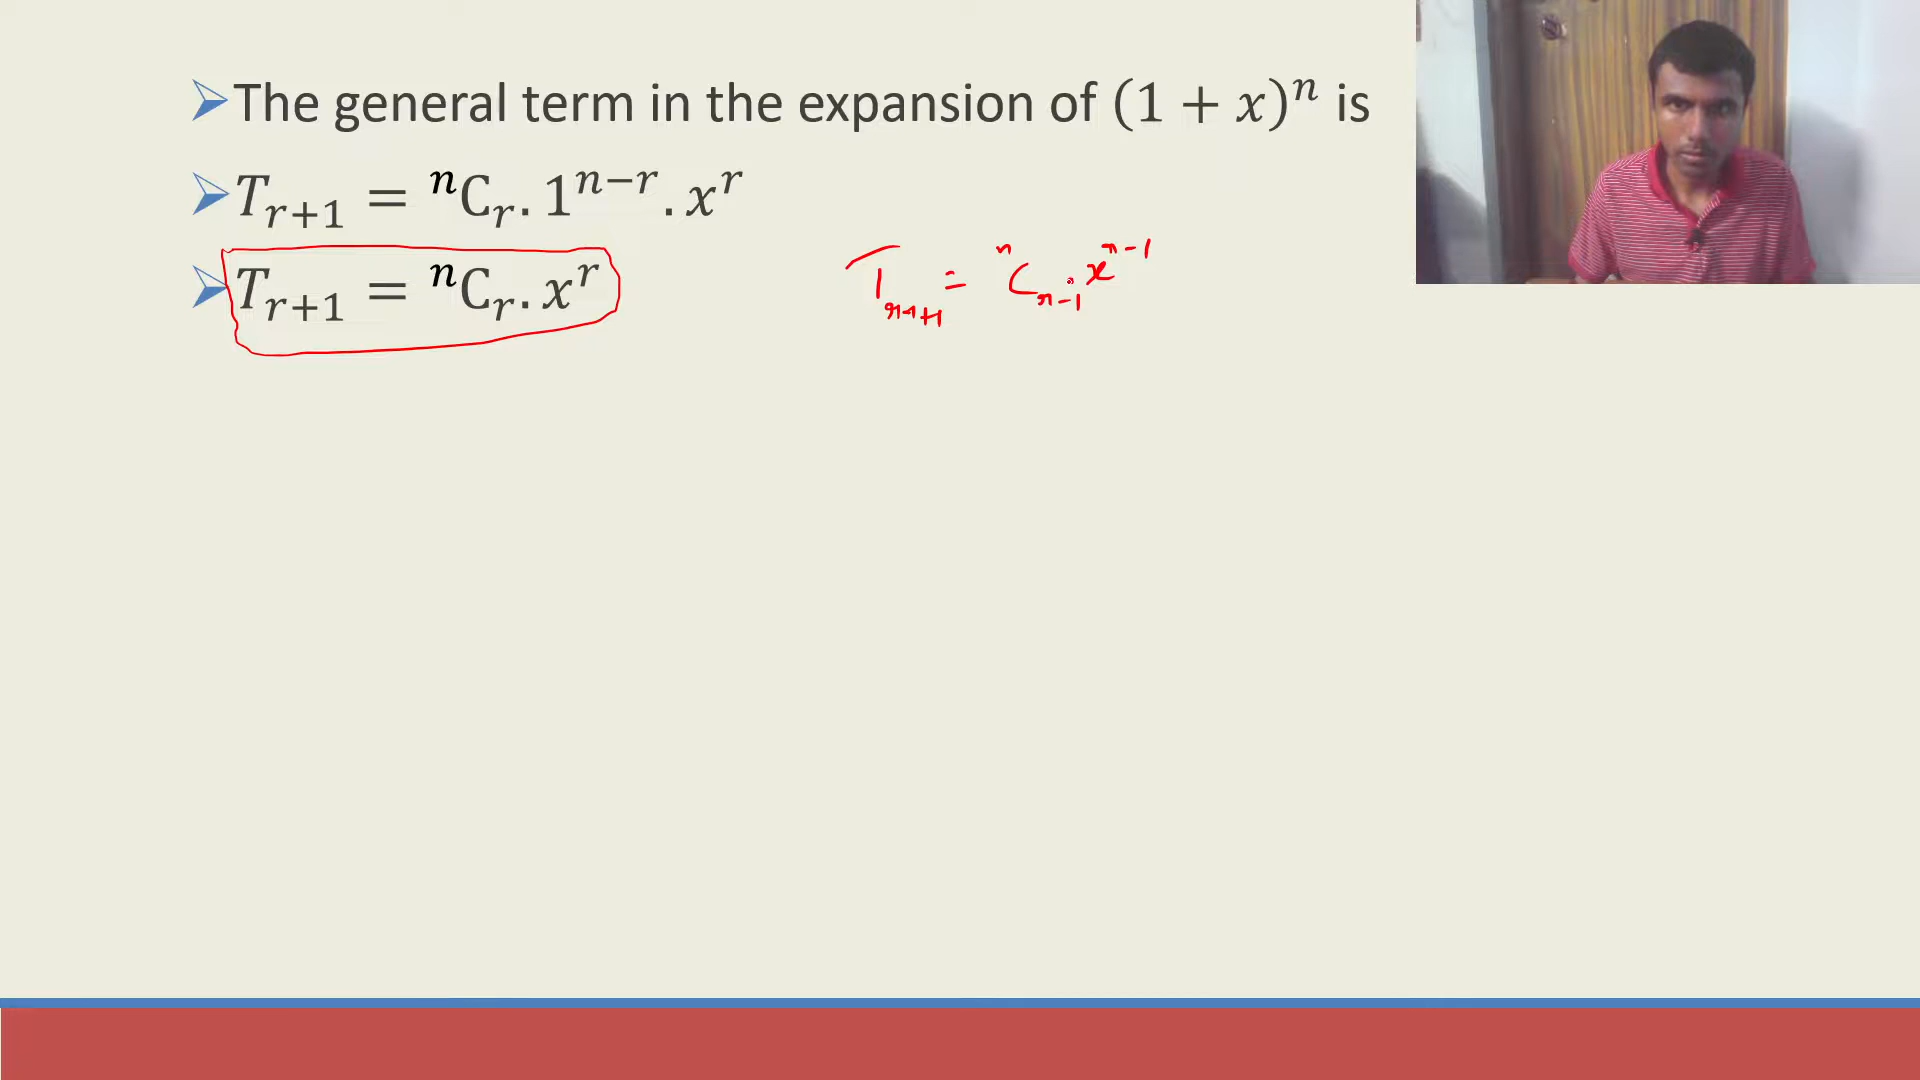 ➢The general term in the expansion of $(1 + x)^n$ is
➢$T_{r+1} = {}^nC_r . 1^{n-r} . x^r$
➢$T_{r+1} = {}^nC_r . x^r$
$T_{r-1+1} = {}^nC_{r-1} . x^{r-1}$